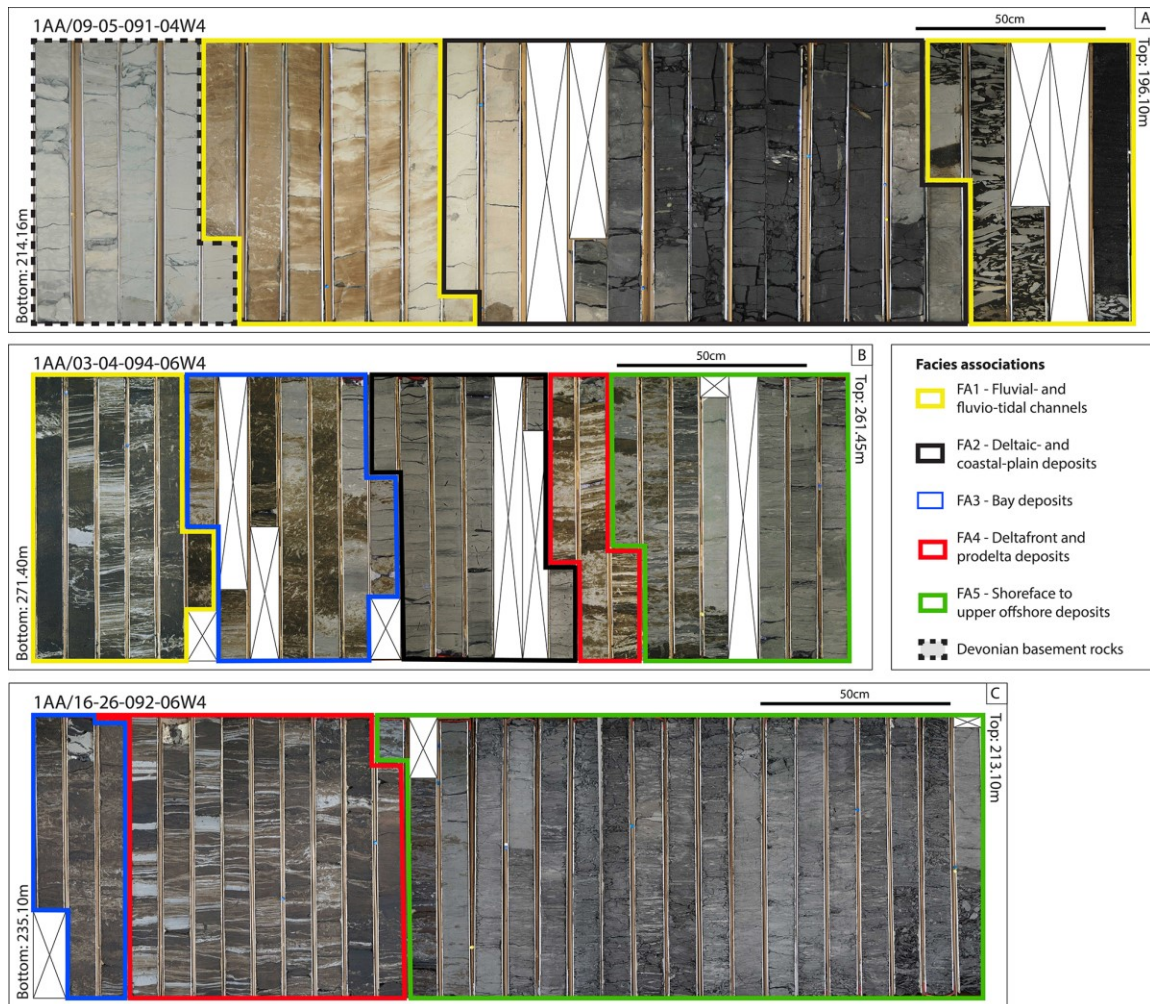 1AA/09-05-091-04W4
50cm
A
Bottom: 214.16m
Top: 196.10m
1AA/03-04-094-06W4
50cm
B
Bottom: 271.40m
Top: 261.45m
Facies associations
FA1 - Fluvial- and
fluvio-tidal channels
FA2 - Deltaic- and
coastal-plain deposits
FA3 - Bay deposits
FA4 - Deltafront and
prodelta deposits
FA5 - Shoreface to
upper offshore deposits
Devonian basement rocks
1AA/16-26-092-06W4
50cm
C
Bottom: 235.10m
Top: 213.10m